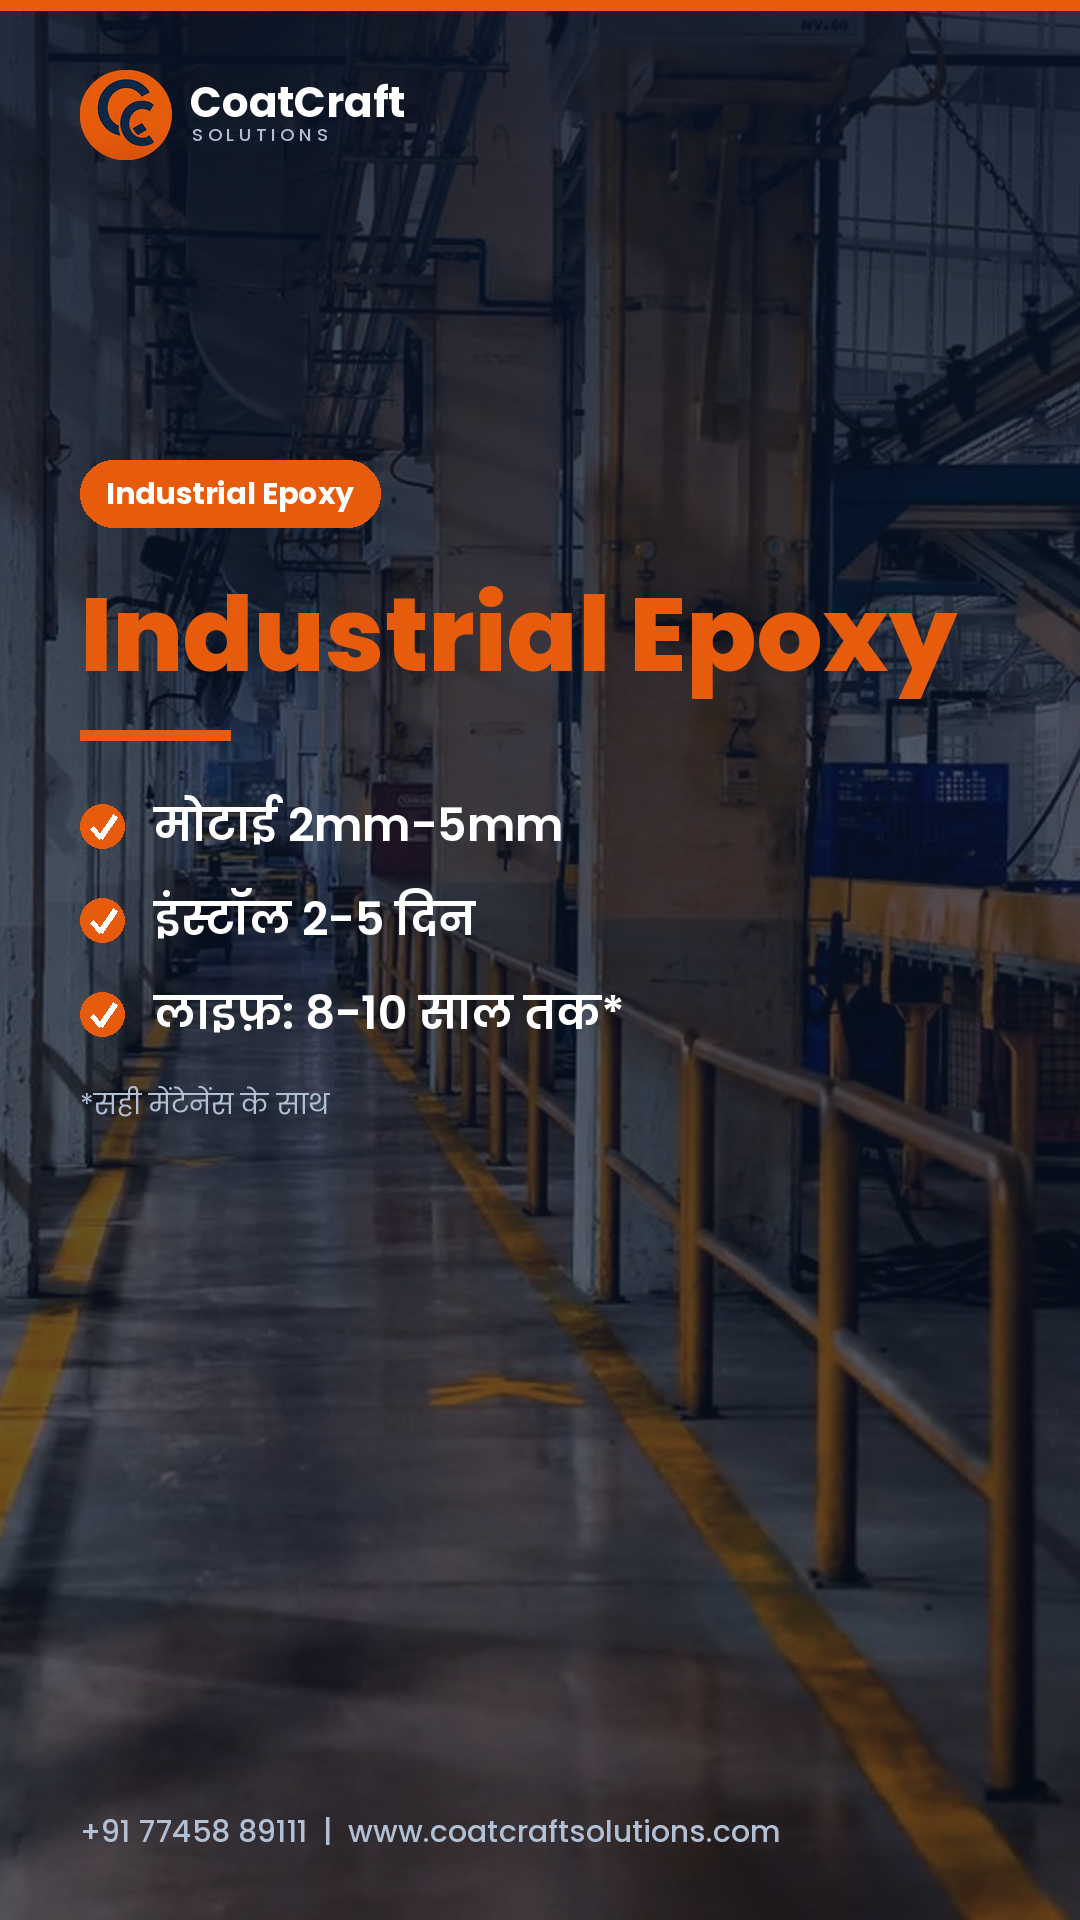 CoatCraft
SOLUTIONS
Industrial Epoxy
Industrial Epoxy
मोटाई 2mm-5mm
इंस्टॉल 2-5 दिन
लाइफ़: 8-10 साल तक*
*सही मेंटेनेंस के साथ
+91 77458 89111 | www.coatcraftsolutions.com